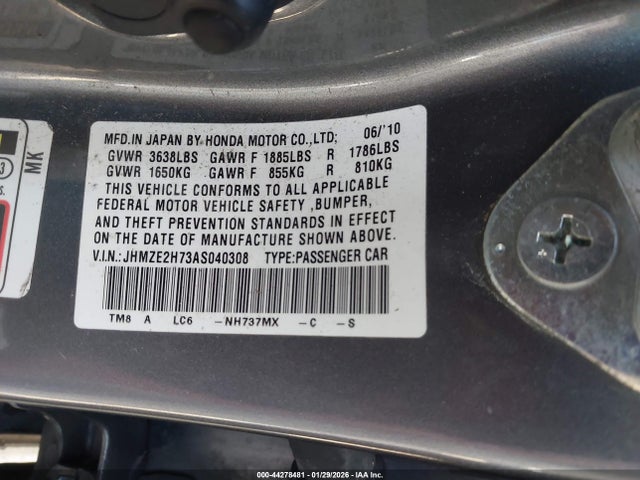 MFD.IN JAPAN BY HONDA MOTOR CO.,LTD; 06/'10
GVWR 3638LBS GAWR F 1885LBS R 1786LBS
GVWR 1650KG GAWR F 855KG R 810KG
THIS VEHICLE CONFORMS TO ALL APPLICABLE
FEDERAL MOTOR VEHICLE SAFETY ,BUMPER,
AND THEFT PREVENTION STANDARDS IN EFFECT
ON THE DATE OF MANUFACTURE SHOWN ABOVE.
V.I.N.:JHMZE2H73AS040308 TYPE:PASSENGER CAR
TM8 A LC6 -NH737MX -C -S
MK
3
s.
000-44278481 - 01/29/2026 - IAAI.COM